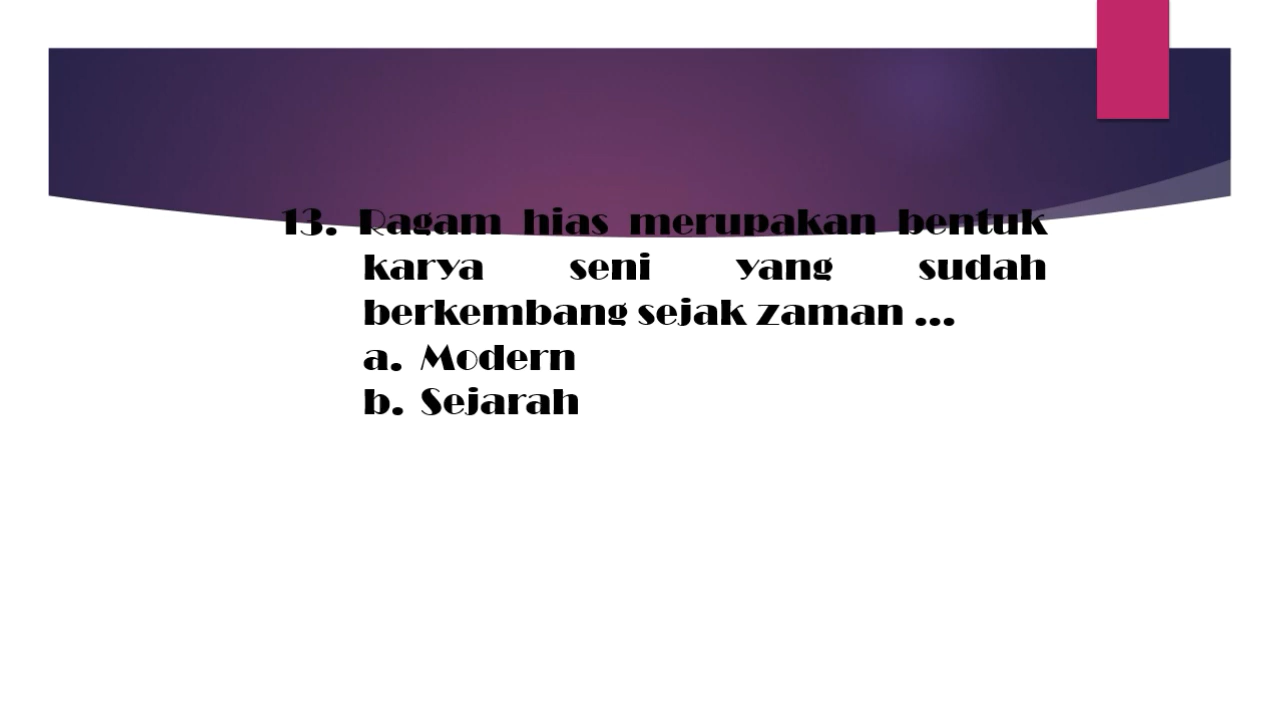 13. Ragam hias merupakan bentuk
karya seni yang sudah
berkembang sejak zaman ...
a. Modern
b. Sejarah